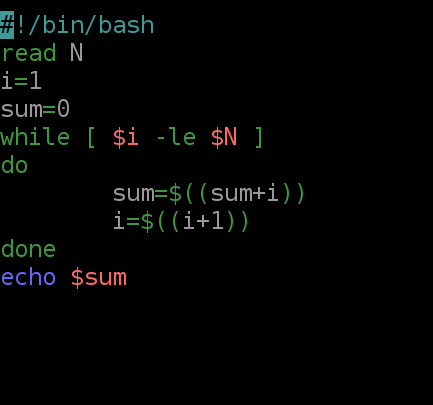 #!/bin/bash
read N
i=1
sum=0
while [ $i -le $N ]
do
        sum=$((sum+i))
        i=$((i+1))
done
echo $sum